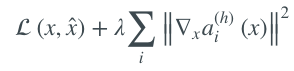 ℒ (x, x̂) + λ ∑_i ‖∇_x a_i^{(h)} (x)‖^2